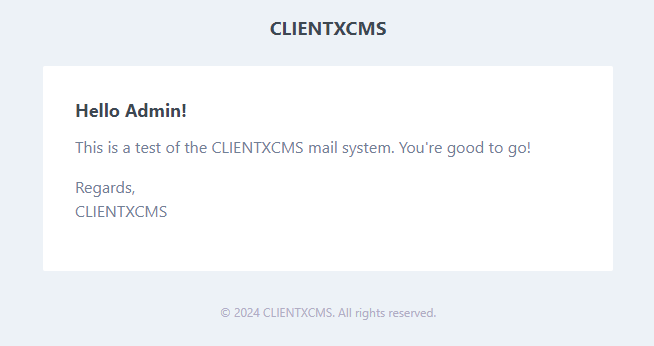 CLIENTXCMS
Hello Admin!
This is a test of the CLIENTXCMS mail system. You're good to go!
Regards,
CLIENTXCMS
© 2024 CLIENTXCMS. All rights reserved.